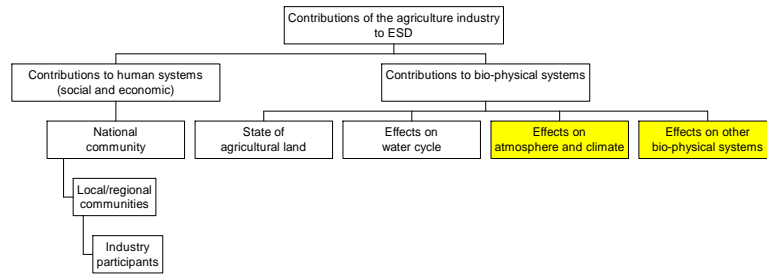 Contributions of the agriculture industry
to ESD
Contributions to human systems
(social and economic)
Contributions to bio-physical systems
National
community
State of
agricultural land
Effects on
water cycle
Effects on
atmosphere and climate
Effects on other
bio-physical systems
Local/regional
communities
Industry
participants